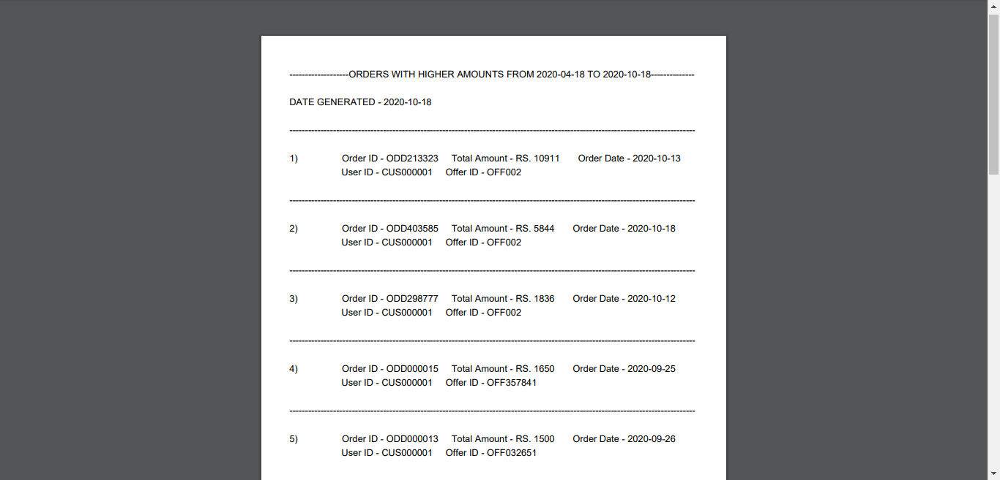 -------------------ORDERS WITH HIGHER AMOUNTS FROM 2020-04-18 TO 2020-10-18--------------
DATE GENERATED - 2020-10-18
----------------------------------------------------------------------------------------------------------------------------------
1) Order ID - ODD213323 Total Amount - RS. 10911 Order Date - 2020-10-13
User ID - CUS000001 Offer ID - OFF002
----------------------------------------------------------------------------------------------------------------------------------
2) Order ID - ODD403585 Total Amount - RS. 5844 Order Date - 2020-10-18
User ID - CUS000001 Offer ID - OFF002
----------------------------------------------------------------------------------------------------------------------------------
3) Order ID - ODD298777 Total Amount - RS. 1836 Order Date - 2020-10-12
User ID - CUS000001 Offer ID - OFF002
----------------------------------------------------------------------------------------------------------------------------------
4) Order ID - ODD000015 Total Amount - RS. 1650 Order Date - 2020-09-25
User ID - CUS000001 Offer ID - OFF357841
----------------------------------------------------------------------------------------------------------------------------------
5) Order ID - ODD000013 Total Amount - RS. 1500 Order Date - 2020-09-26
User ID - CUS000001 Offer ID - OFF032651